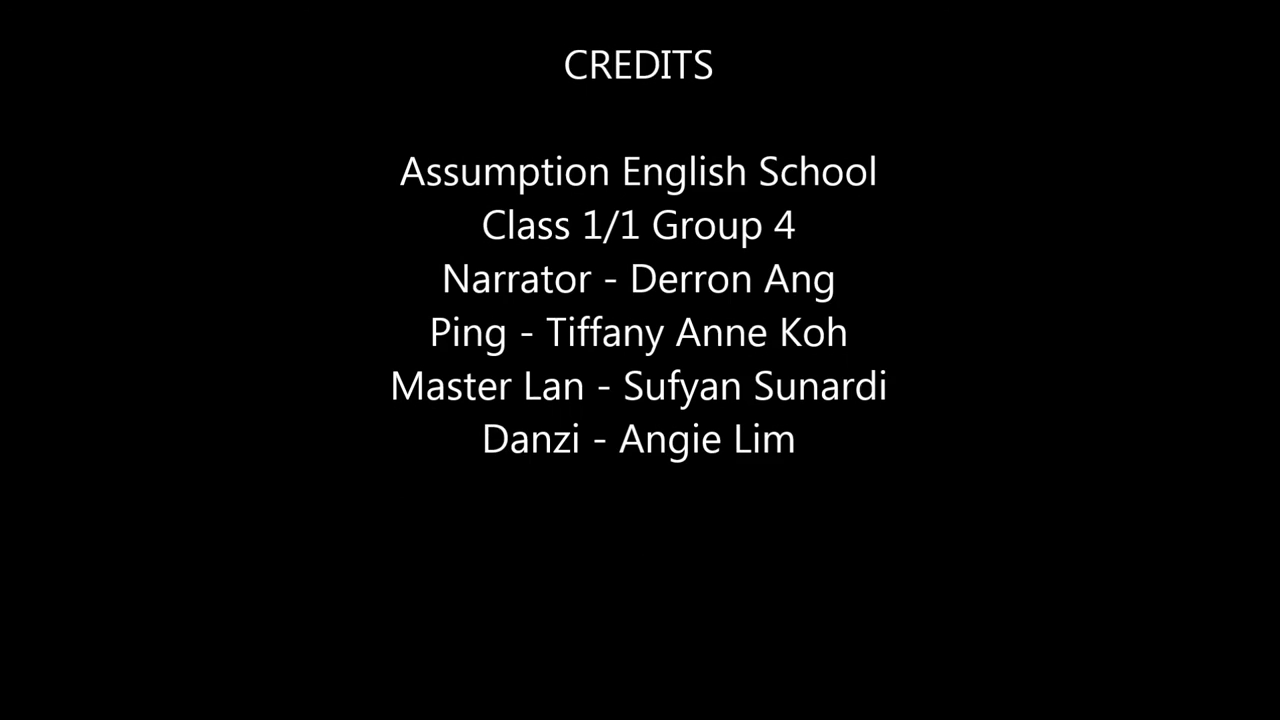 CREDITS
Assumption English School
Class 1/1 Group 4
Narrator - Derron Ang
Ping - Tiffany Anne Koh
Master Lan - Sufyan Sunardi
Danzi - Angie Lim